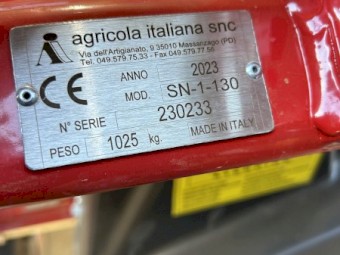 agricola italiana snc
Via dell'Artigianato, 9 35010 Massanzago (PD)
Tel. 049.579.75.33 - Fax 049.579.77.56
CE
ANNO 2023
MOD. SN-1-130
N° SERIE 230233
PESO 1025 kg.
MADE IN ITALY